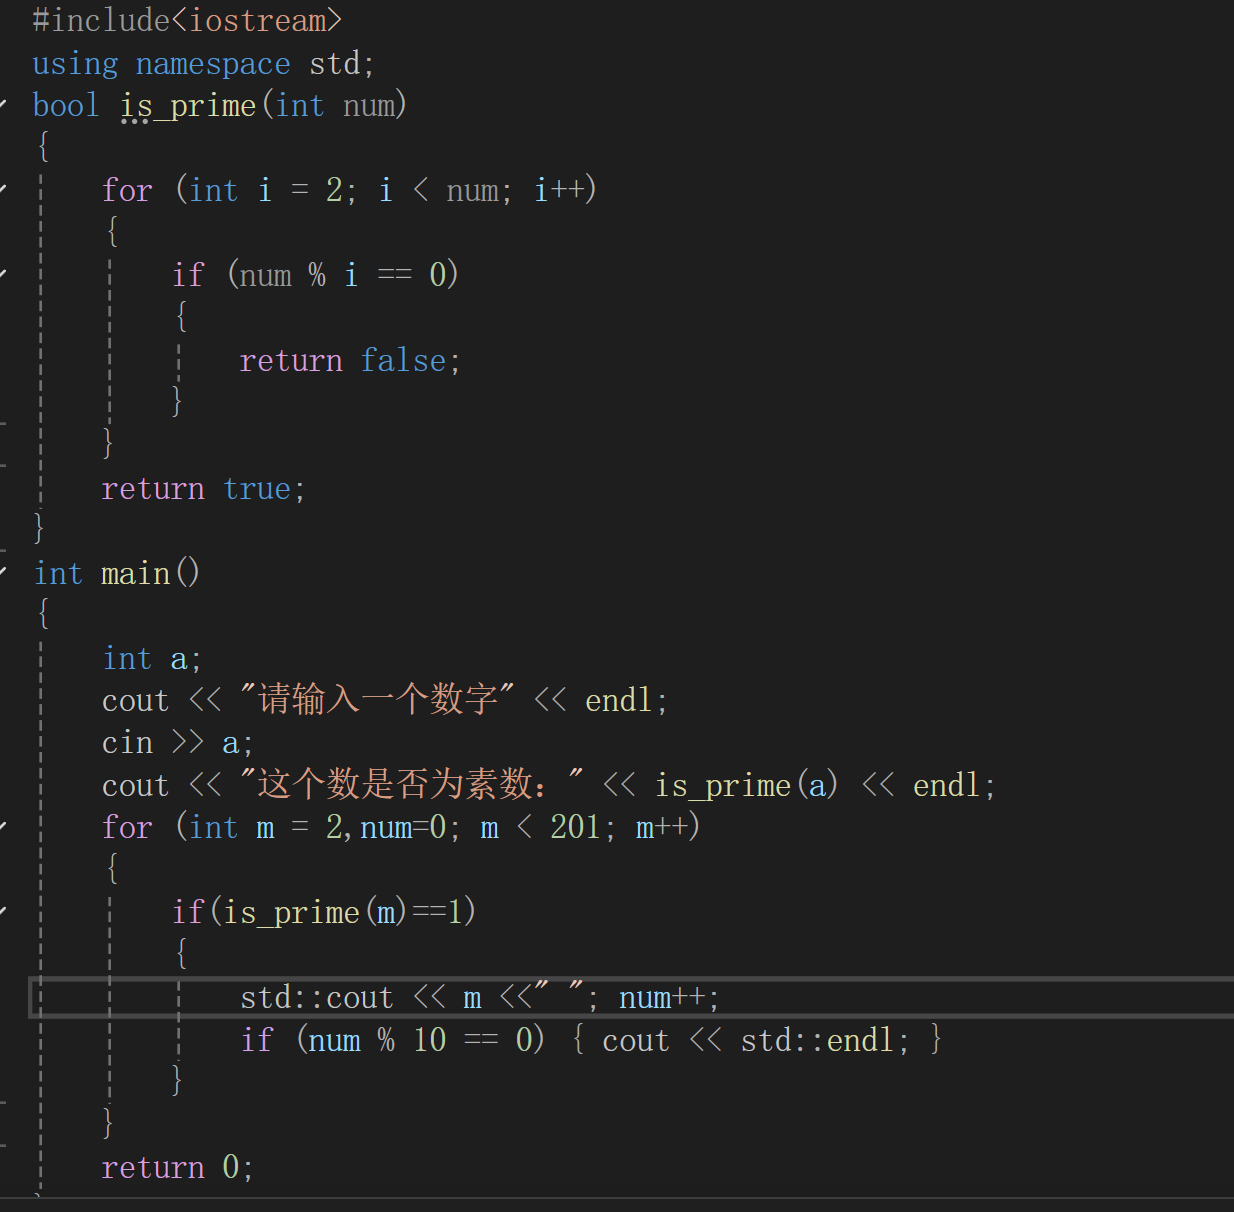 #include<iostream>
using namespace std;
bool is_prime(int num)
{
    for (int i = 2; i < num; i++)
    {
        if (num % i == 0)
        {
            return false;
        }
    }
    return true;
}
int main()
{
    int a;
    cout << "请输入一个数字" << endl;
    cin >> a;
    cout << "这个数是否为素数：" << is_prime(a) << endl;
    for (int m = 2,num=0; m < 201; m++)
    {
        if(is_prime(m)==1)
        {
            std::cout << m <<" "; num++;
            if (num % 10 == 0) { cout << std::endl; }
        }
    }
    return 0;